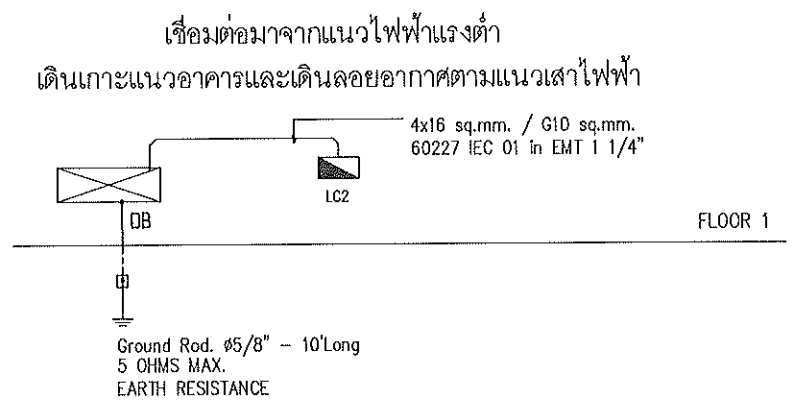 เชื่อมต่อมาจากแนวไฟฟ้าแรงต่ำ
เดินเกาะแนวอาคารและเดินลอยอากาศตามแนวเสาไฟฟ้า
4x16 sq.mm. / G10 sq.mm.
60227 IEC 01 in EMT 1 1/4"
LC2
DB
FLOOR 1
Ground Rod. ø5/8" – 10'Long
5 OHMS MAX.
EARTH RESISTANCE